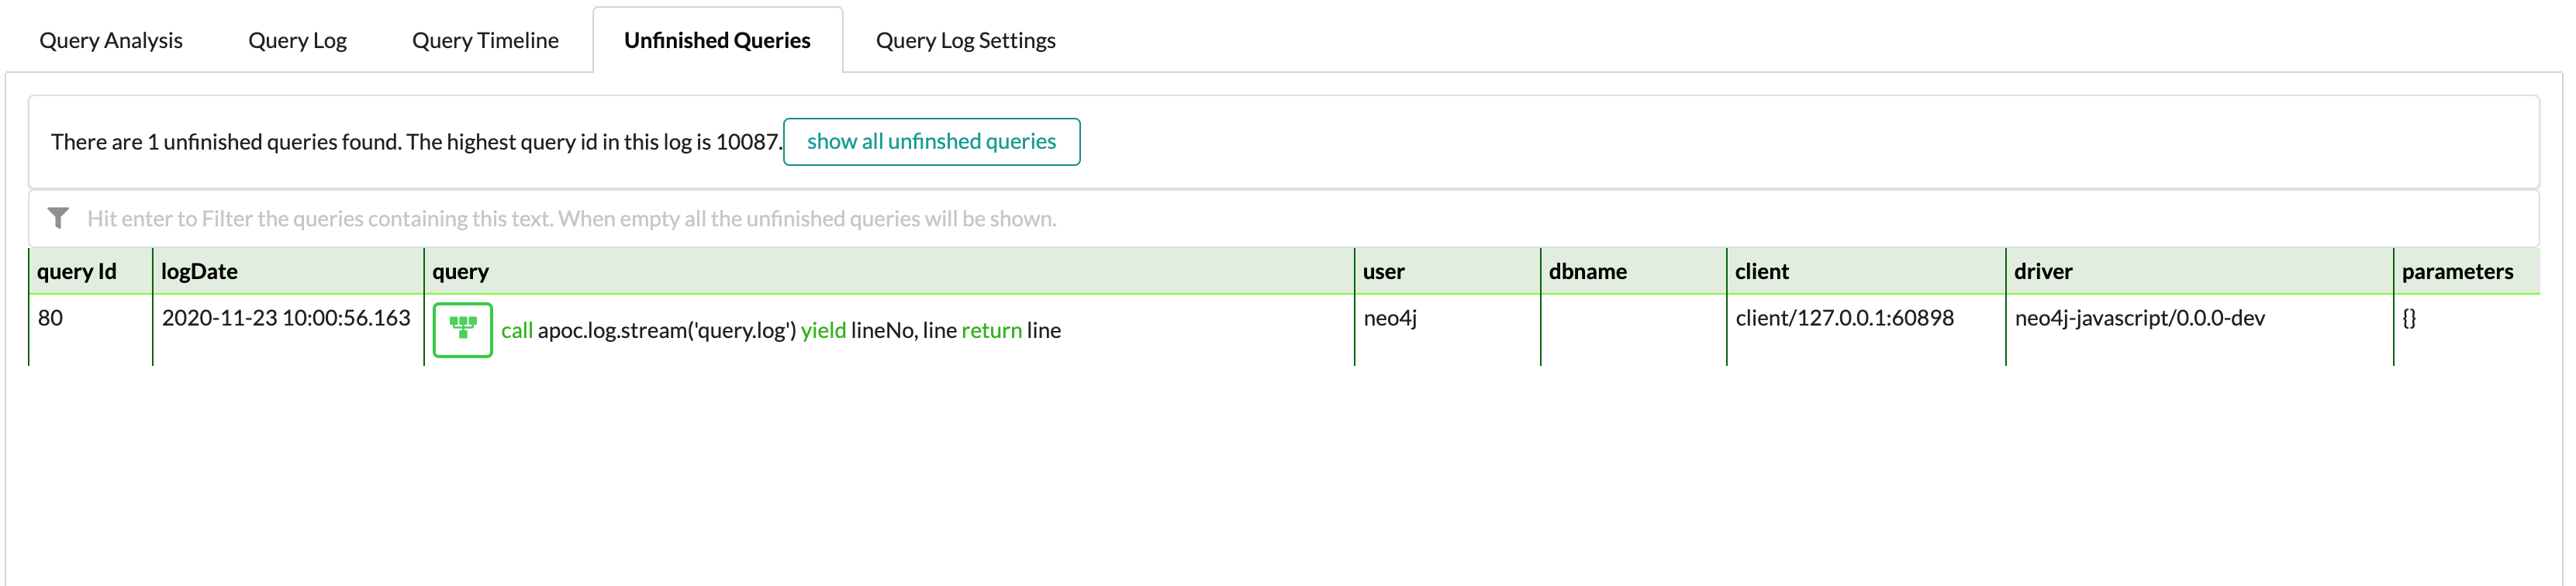 Query Analysis Query Log Query Timeline Unfinished Queries Query Log Settings
There are 1 unfinished queries found. The highest query id in this log is 10087. show all unfinshed queries
Hit enter to Filter the queries containing this text. When empty all the unfinished queries will be shown.
query Id logDate query user dbname client driver parameters
80 2020-11-23 10:00:56.163 call apoc.log.stream('query.log') yield lineNo, line return line neo4j client/127.0.0.1:60898 neo4j-javascript/0.0.0-dev {}